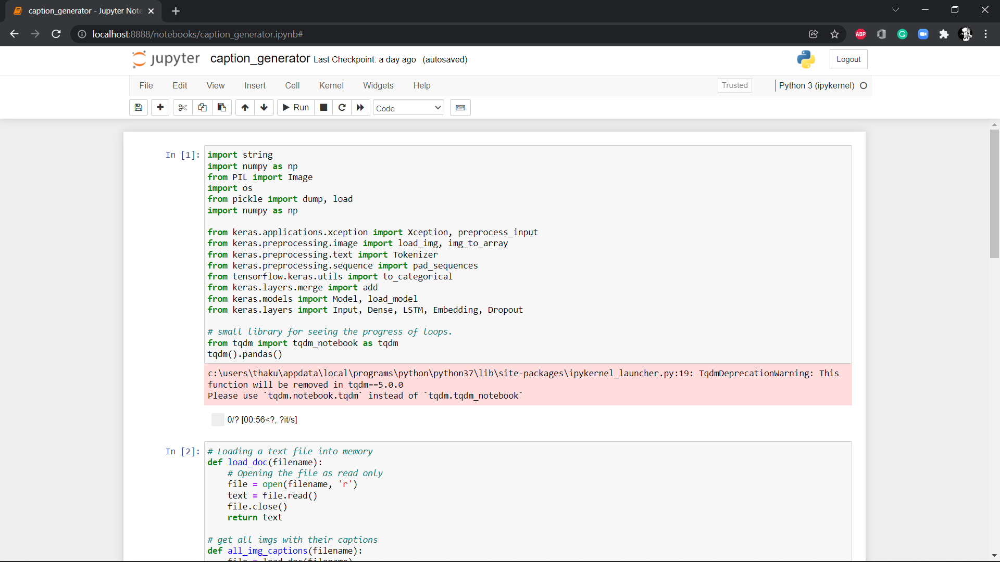 caption_generator - Jupyter Note
localhost:8888/notebooks/caption_generator.ipynb#
ABP
jupyter caption_generator Last Checkpoint: a day ago (autosaved)
Logout
File Edit View Insert Cell Kernel Widgets Help
Trusted
Python 3 (ipykernel)
Run
Code
In [1]:
import string
import numpy as np
from PIL import Image
import os
from pickle import dump, load
import numpy as np
from keras.applications.xception import Xception, preprocess_input
from keras.preprocessing.image import load_img, img_to_array
from keras.preprocessing.text import Tokenizer
from keras.preprocessing.sequence import pad_sequences
from tensorflow.keras.utils import to_categorical
from keras.layers.merge import add
from keras.models import Model, load_model
from keras.layers import Input, Dense, LSTM, Embedding, Dropout
# small library for seeing the progress of loops.
from tqdm import tqdm_notebook as tqdm
tqdm().pandas()
c:\users\thaku\appdata\local\programs\python\python37\lib\site-packages\ipykernel_launcher.py:19: TqdmDeprecationWarning: This
function will be removed in tqdm==5.0.0
Please use `tqdm.notebook.tqdm` instead of `tqdm.tqdm_notebook`
0/? [00:56<?, ?it/s]
In [2]:
# Loading a text file into memory
def load_doc(filename):
    # Opening the file as read only
    file = open(filename, 'r')
    text = file.read()
    file.close()
    return text
# get all imgs with their captions
def all_img_captions(filename):
    file = load_doc(filename)